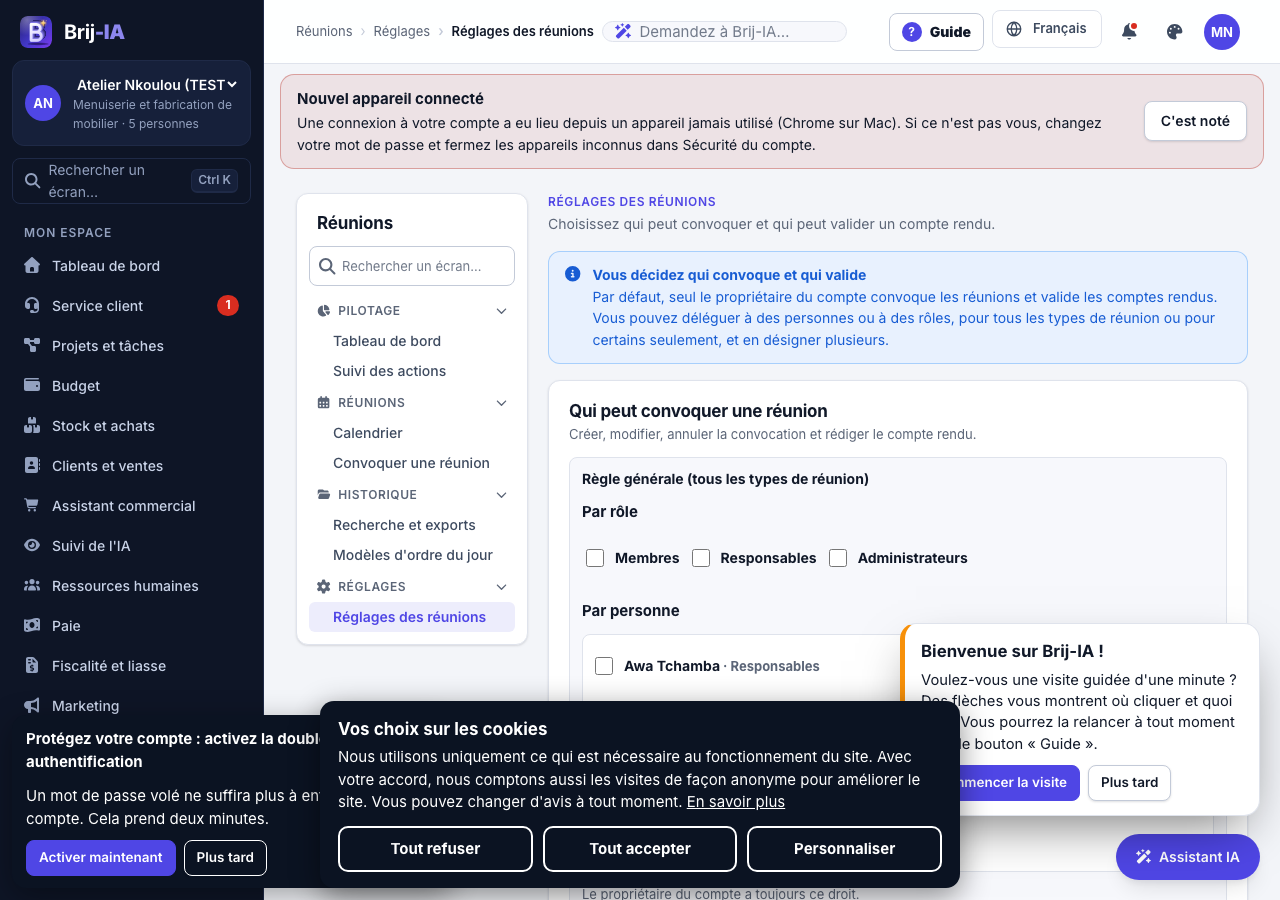 Brij-IA
AN
Atelier Nkoulou (TEST
Menuiserie et fabrication de
mobilier · 5 personnes
Rechercher un
écran...
Ctrl K
MON ESPACE
Tableau de bord
Service client
1
Projets et tâches
Budget
Stock et achats
Clients et ventes
Assistant commercial
Suivi de l'IA
Ressources humaines
Paie
Fiscalité et liasse
Marketing
Protégez votre compte : activez la double
authentification
Un mot de passe volé ne suffira plus à
compte. Cela prend deux minutes.
Activer maintenant
Plus tard
Réunions › Réglages › Réglages des réunions
Demandez à Brij-IA...
? Guide
Français
MN
Nouvel appareil connecté
Une connexion à votre compte a eu lieu depuis un appareil jamais utilisé (Chrome sur Mac). Si ce n'est pas vous, changez
votre mot de passe et fermez les appareils inconnus dans Sécurité du compte.
C'est noté
Réunions
Rechercher un écran...
PILOTAGE
Tableau de bord
Suivi des actions
RÉUNIONS
Calendrier
Convoquer une réunion
HISTORIQUE
Recherche et exports
Modèles d'ordre du jour
RÉGLAGES
Réglages des réunions
RÉGLAGES DES RÉUNIONS
Choisissez qui peut convoquer et qui peut valider un compte rendu.
Vous décidez qui convoque et qui valide
Par défaut, seul le propriétaire du compte convoque les réunions et valide les comptes rendus.
Vous pouvez déléguer à des personnes ou à des rôles, pour tous les types de réunion ou pour
certains seulement, et en désigner plusieurs.
Qui peut convoquer une réunion
Créer, modifier, annuler la convocation et rédiger le compte rendu.
Règle générale (tous les types de réunion)
Par rôle
Membres
Responsables
Administrateurs
Par personne
Awa Tchamba · Responsables
Le propriétaire du compte a toujours ce droit.
Bienvenue sur Brij-IA !
Voulez-vous une visite guidée d'une minute ?
Des flèches vous montrent où cliquer et quoi
Vous pourrez la relancer à tout moment
le bouton « Guide ».
mmencer la visite
Plus tard
Vos choix sur les cookies
Nous utilisons uniquement ce qui est nécessaire au fonctionnement du site. Avec
votre accord, nous comptons aussi les visites de façon anonyme pour améliorer le
site. Vous pouvez changer d'avis à tout moment. En savoir plus
Tout refuser
Tout accepter
Personnaliser
Assistant IA